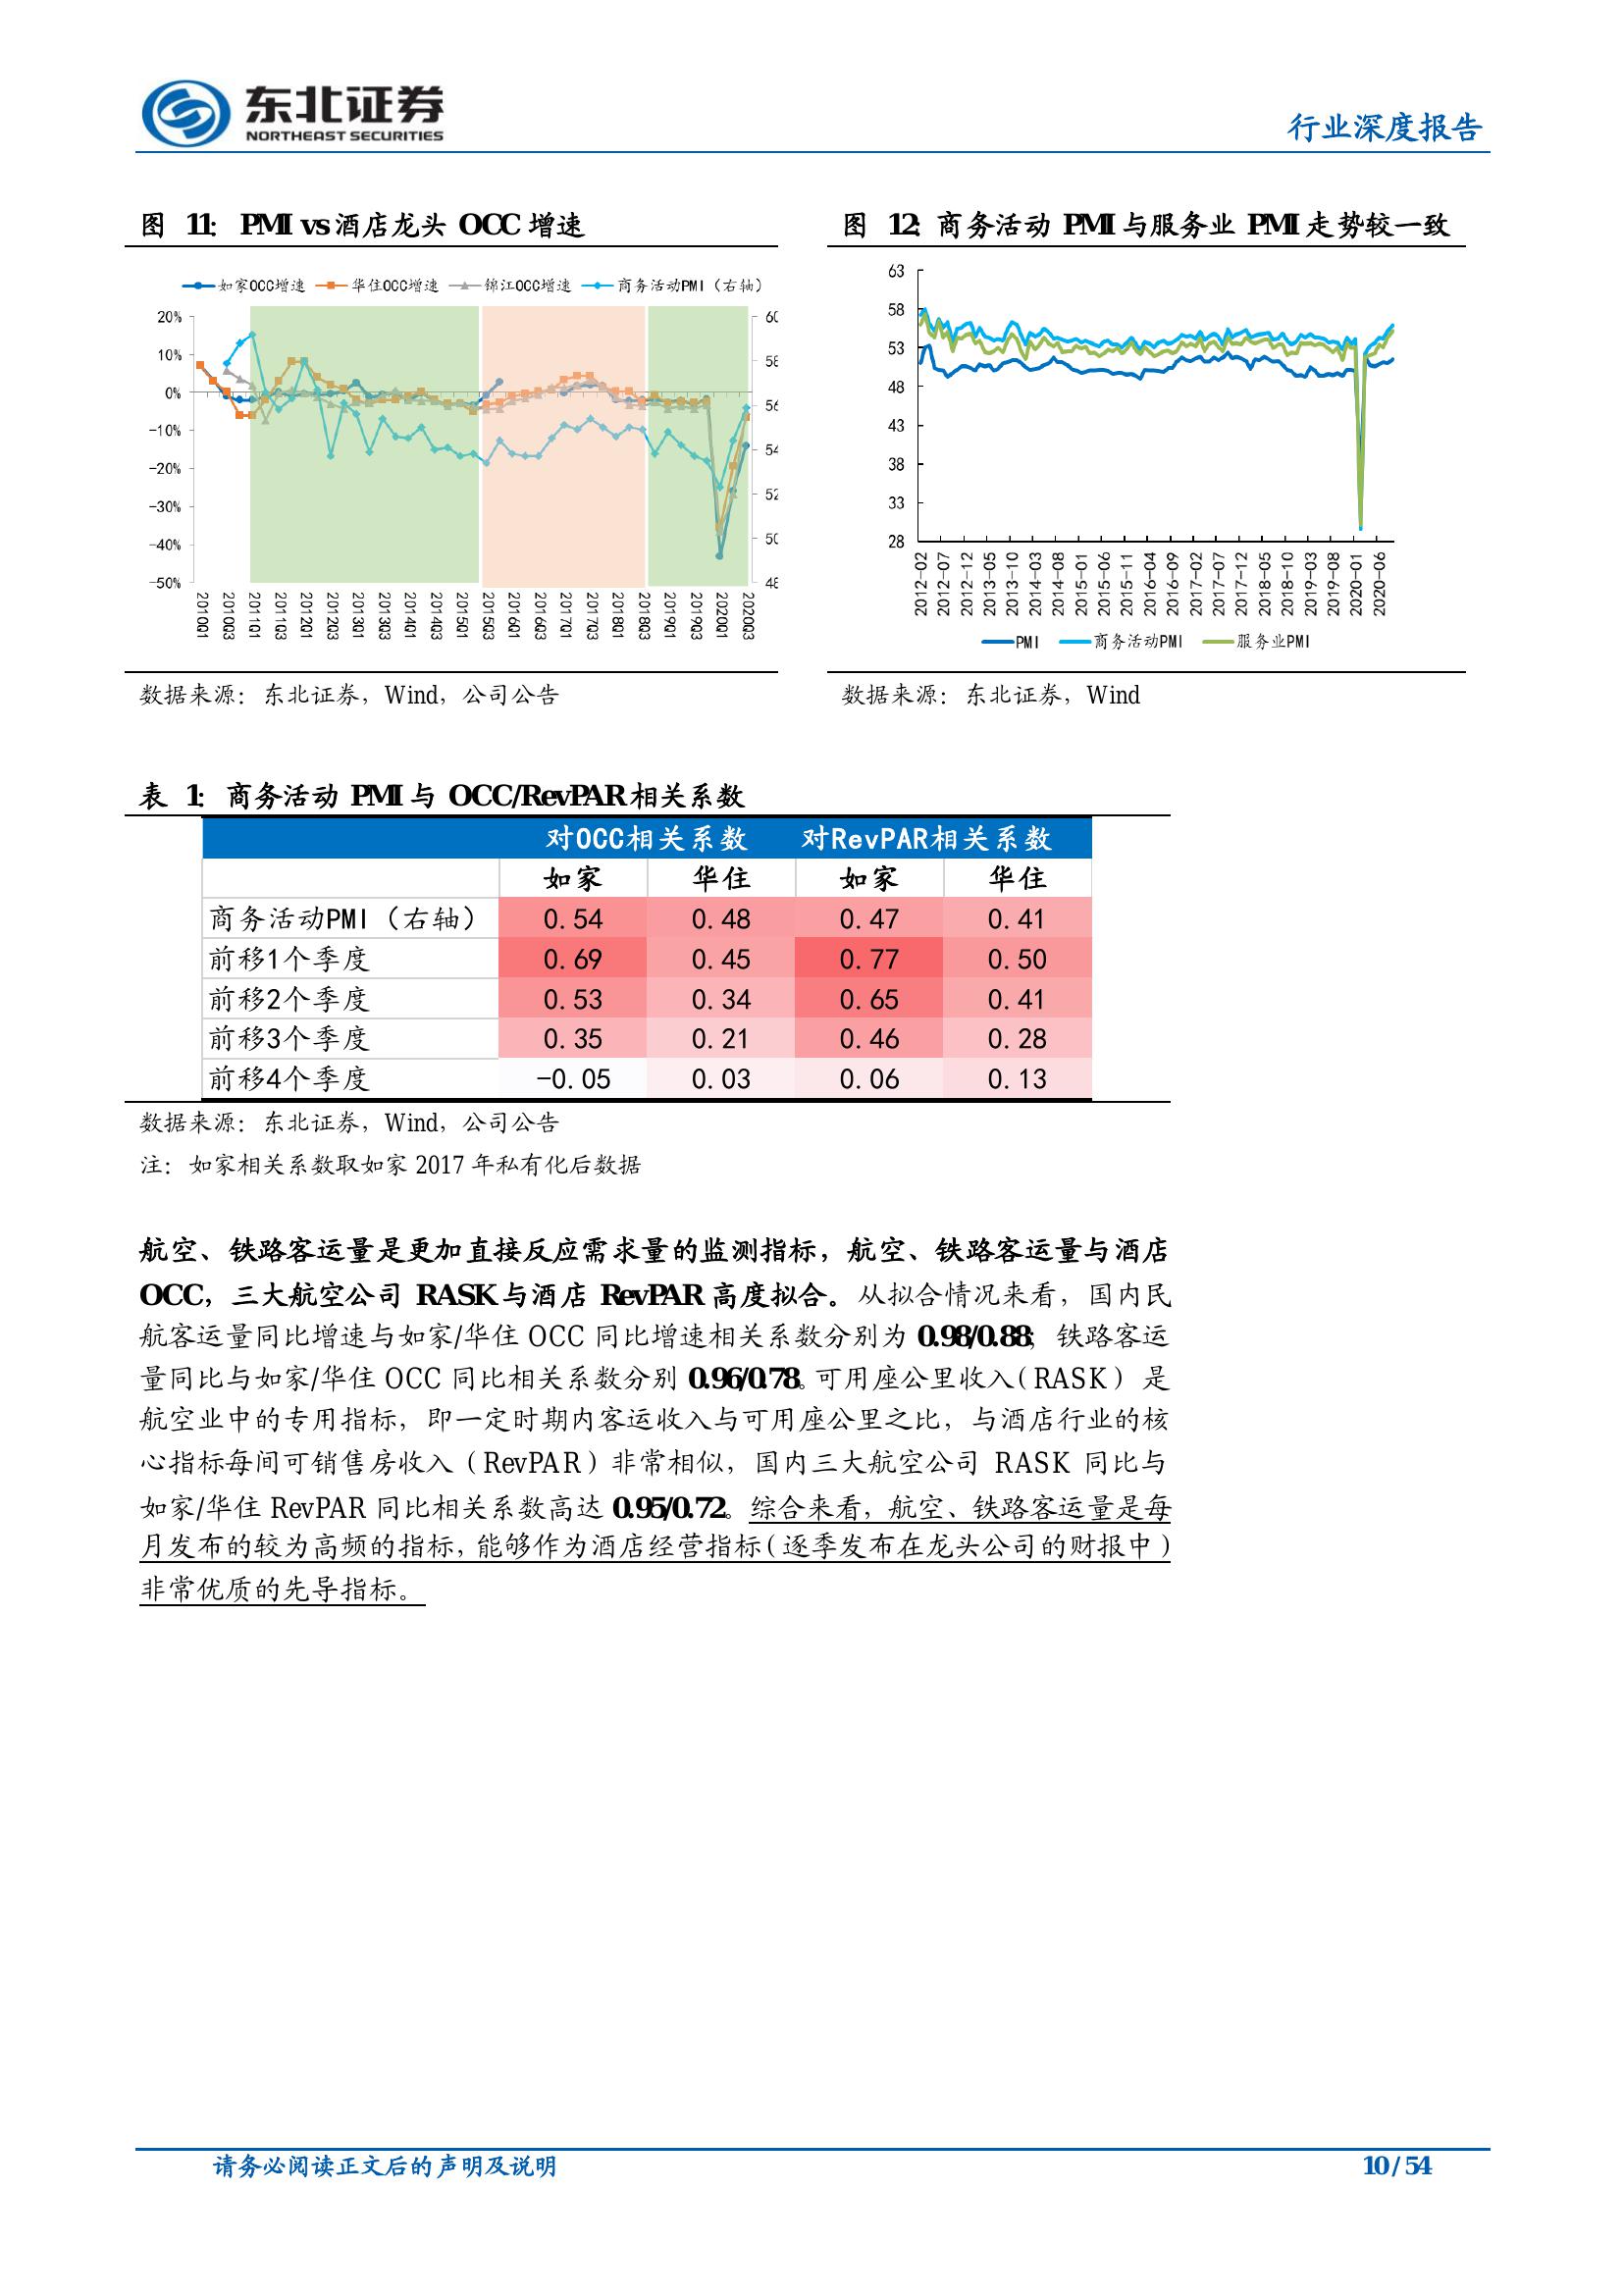 东北证券
NORTHEAST SECURITIES
行业深度报告
图 11： PMI vs 酒店龙头 OCC 增速
如家OCC增速 华住OCC增速 锦江OCC增速 商务活动PMI（右轴）
20%
10%
0%
-10%
-20%
-30%
-40%
-50%
54
2010Q1 2010Q3 2011Q1 2011Q3 2012Q1 2012Q3 2013Q1 2013Q3 2014Q1 2014Q3 2015Q1 2015Q3 2016Q1 2016Q3 2017Q1 2017Q3 2018Q1 2018Q3 2019Q1 2019Q3 2020Q1 2020Q3
数据来源：东北证券，Wind，公司公告
图 12：商务活动 PMI 与服务业 PMI 走势较一致
63
58
53
48
43
38
33
28
2012-02 2012-07 2012-12 2013-05 2013-10 2014-03 2014-08 2015-01 2015-06 2015-11 2016-04 2016-09 2017-02 2017-07 2017-12 2018-05 2018-10 2019-03 2019-08 2020-01 2020-06
PMI 商务活动PMI 服务业PMI
数据来源：东北证券，Wind
表 1：商务活动 PMI 与 OCC/RevPAR 相关系数
对OCC相关系数 对RevPAR相关系数
如家 华住 如家 华住
商务活动PMI（右轴） 0.54 0.48 0.47 0.41
前移1个季度 0.69 0.45 0.77 0.50
前移2个季度 0.53 0.34 0.65 0.41
前移3个季度 0.35 0.21 0.46 0.28
前移4个季度 -0.05 0.03 0.06 0.13
数据来源：东北证券，Wind，公司公告
注：如家相关系数取如家 2017 年私有化后数据
航空、铁路客运量是更加直接反应需求量的监测指标，航空、铁路客运量与酒店
OCC，三大航空公司 RASK 与酒店 RevPAR 高度拟合。从拟合情况来看，国内民
航客运量同比增速与如家/华住 OCC 同比增速相关系数分别为 0.98/0.88；铁路客运
量同比与如家/华住 OCC 同比相关系数分别 0.96/0.78。可用座公里收入（RASK）是
航空业中的专用指标，即一定时期内客运收入与可用座公里之比，与酒店行业的核
心指标每间可销售房收入（RevPAR）非常相似，国内三大航空公司 RASK 同比与
如家/华住 RevPAR 同比相关系数高达 0.95/0.72。综合来看，航空、铁路客运量是每
月发布的较为高频的指标，能够作为酒店经营指标（逐季发布在龙头公司的财报中）
非常优质的先导指标。
请务必阅读正文后的声明及说明
10 / 54